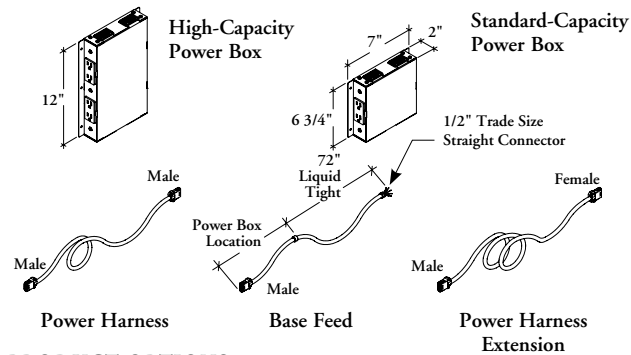 High-Capacity
Power Box
12"
Standard-Capacity
Power Box
7"
2"
6 3/4"
1/2" Trade Size
Straight Connector
72"
Liquid
Tight
Male
Male
Power Harness
Power Box
Location
Male
Base Feed
Female
Male
Power Harness
Extension